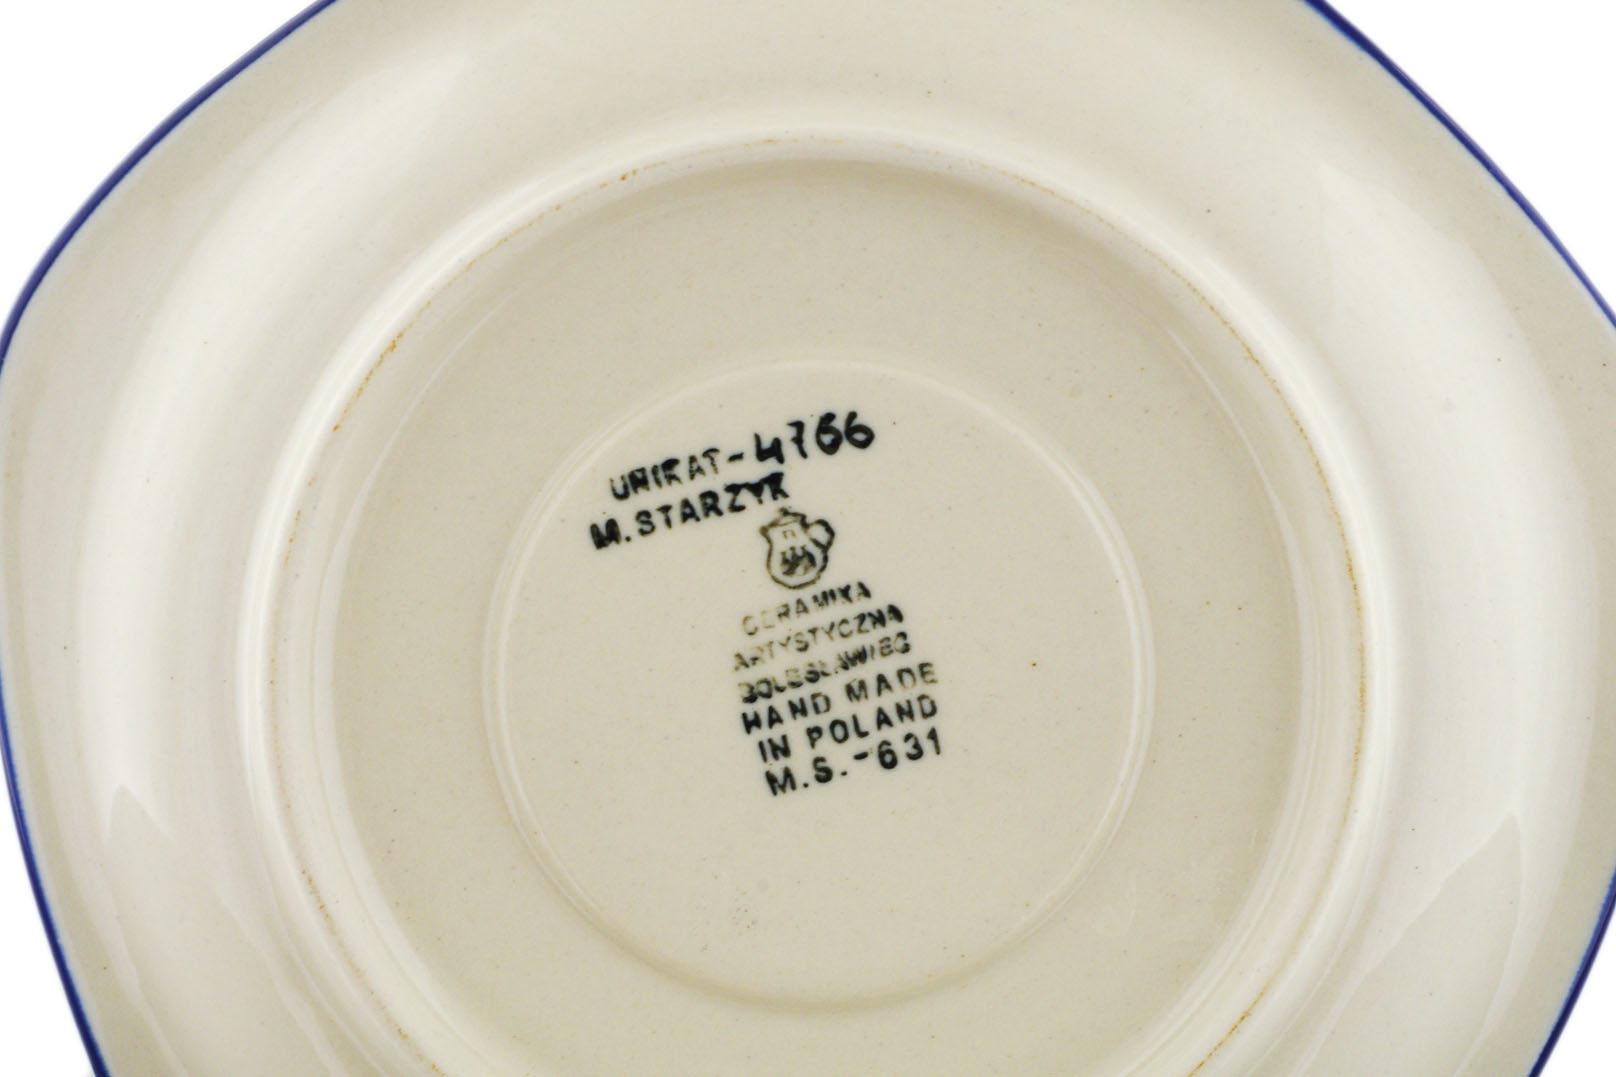 UNIKAT-4766
M.STARZYK
CERAMIKA
ARTYSTYCZNA
BOLESŁAWIEC
HAND MADE
IN POLAND
M.S.-631